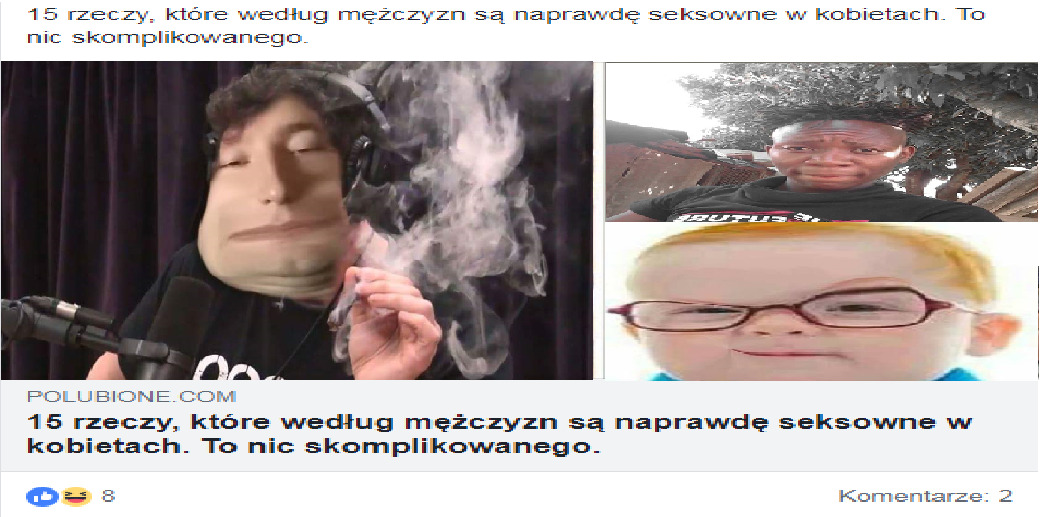 15 rzeczy, które według mężczyzn są naprawdę seksowne w kobietach. To
nic skomplikowanego.
POLUBIONE.COM
15 rzeczy, które według mężczyzn są naprawdę seksowne w
kobietach. To nic skomplikowanego.
8
Komentarze: 2